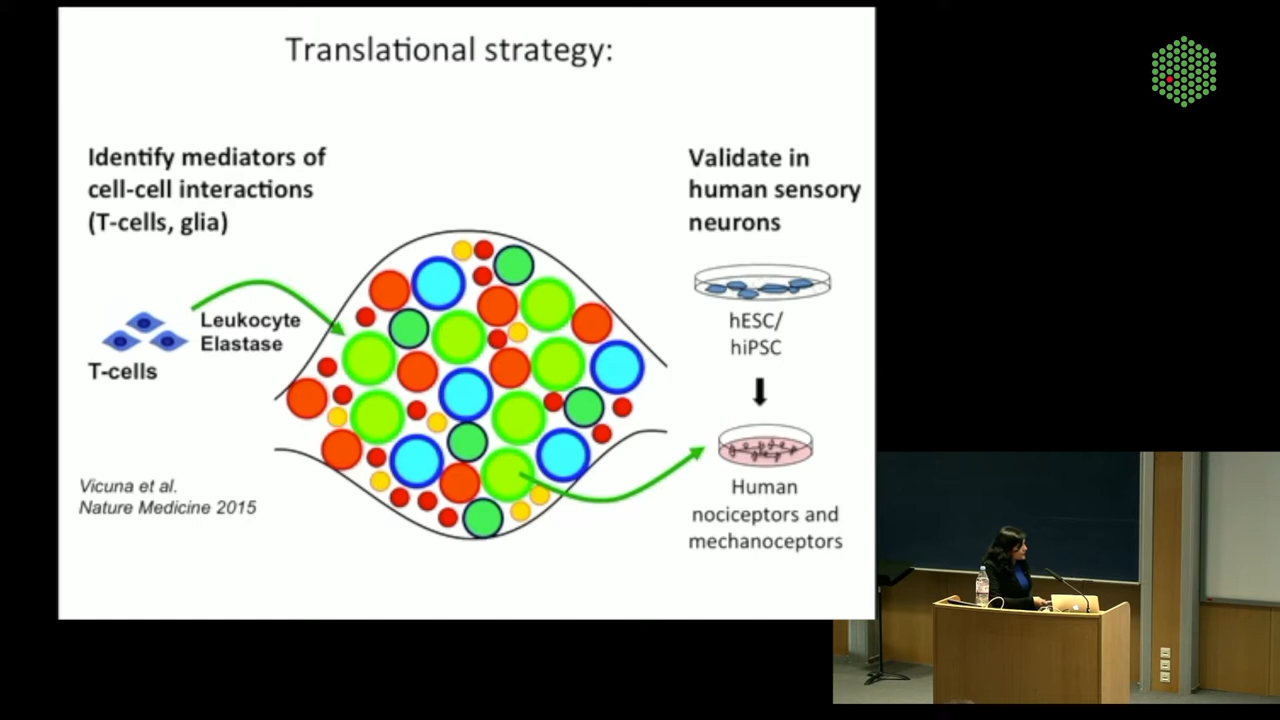 Translational strategy:
Identify mediators of
cell-cell interactions
(T-cells, glia)
Leukocyte
Elastase
T-cells
Vicuna et al.
Nature Medicine 2015
Validate in
human sensory
neurons
hESC/
hiPSC
Human
nociceptors and
mechanoceptors